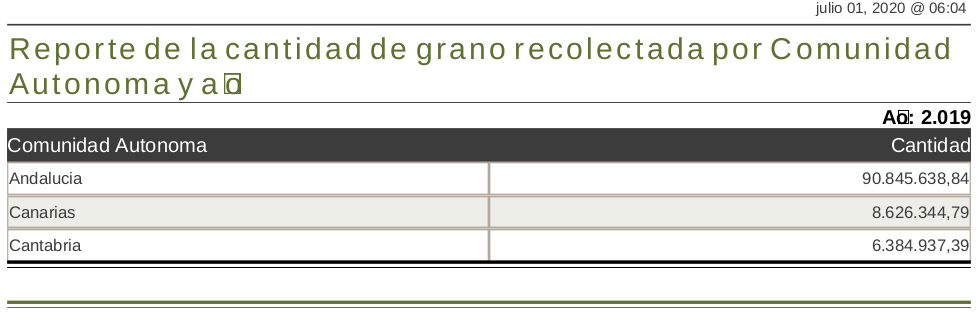 julio 01, 2020 @ 06:04
Reporte de la cantidad de grano recolectada por Comunidad
Autonoma y
2.019
Comunidad Autonoma Cantidad
Andalucia 90.845.638,84
Canarias 8.626.344,79
Cantabria 6.384.937,39